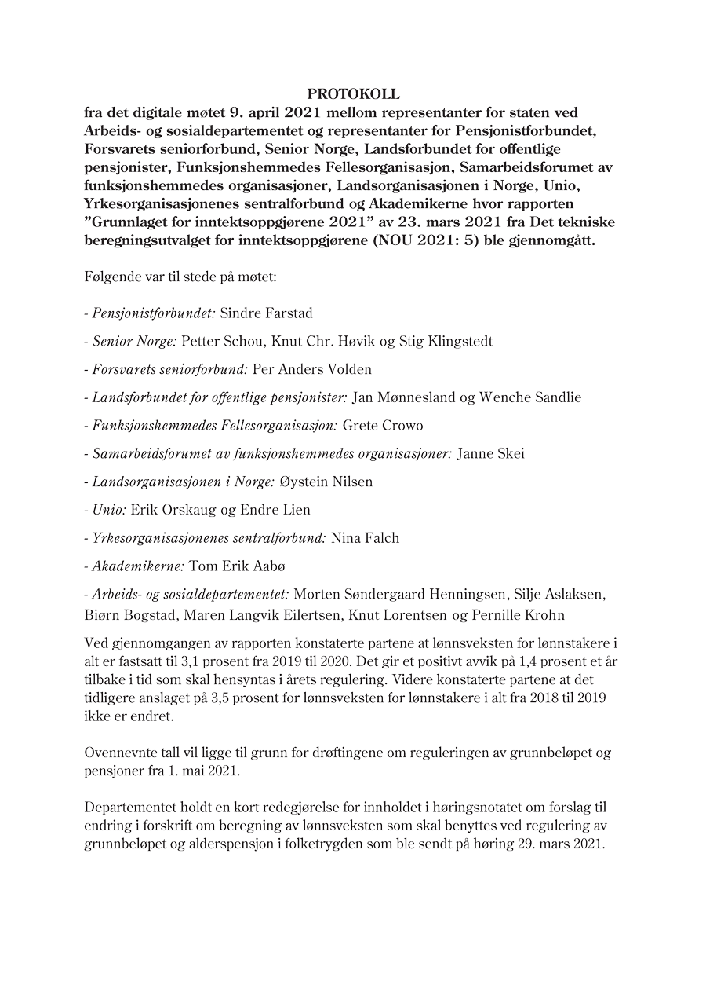 PROTOKOLL
fra det digitale møtet 9. april 2021 mellom representanter for staten ved
Arbeids- og sosialdepartementet og representanter for Pensjonistforbundet,
Forsvarets seniorforbund, Senior Norge, Landsforbundet for offentlige
pensjonister, Funksjonshemmedes Fellesorganisasjon, Samarbeidsforumet av
funksjonshemmedes organisasjoner, Landsorganisasjonen i Norge, Unio,
Yrkesorganisasjonenes sentralforbund og Akademikerne hvor rapporten
”Grunnlaget for inntektsoppgjørene 2021” av 23. mars 2021 fra Det tekniske
beregningsutvalget for inntektsoppgjørene (NOU 2021: 5) ble gjennomgått.
Følgende var til stede på møtet:
- Pensjonistforbundet: Sindre Farstad
- Senior Norge: Petter Schou, Knut Chr. Høvik og Stig Klingstedt
- Forsvarets seniorforbund: Per Anders Volden
- Landsforbundet for offentlige pensjonister: Jan Mønnesland og Wenche Sandlie
- Funksjonshemmedes Fellesorganisasjon: Grete Crowo
- Samarbeidsforumet av funksjonshemmedes organisasjoner: Janne Skei
- Landsorganisasjonen i Norge: Øystein Nilsen
- Unio: Erik Orskaug og Endre Lien
- Yrkesorganisasjonenes sentralforbund: Nina Falch
- Akademikerne: Tom Erik Aabø
- Arbeids- og sosialdepartementet: Morten Søndergaard Henningsen, Silje Aslaksen,
Biørn Bogstad, Maren Langvik Eilertsen, Knut Lorentsen og Pernille Krohn
Ved gjennomgangen av rapporten konstaterte partene at lønnsveksten for lønnstakere i
alt er fastsatt til 3,1 prosent fra 2019 til 2020. Det gir et positivt avvik på 1,4 prosent et år
tilbake i tid som skal hensyntas i årets regulering. Videre konstaterte partene at det
tidligere anslaget på 3,5 prosent for lønnsveksten for lønnstakere i alt fra 2018 til 2019
ikke er endret.
Ovennevnte tall vil ligge til grunn for drøftingene om reguleringen av grunnbeløpet og
pensjoner fra 1. mai 2021.
Departementet holdt en kort redegjørelse for innholdet i høringsnotatet om forslag til
endring i forskrift om beregning av lønnsveksten som skal benyttes ved regulering av
grunnbeløpet og alderspensjon i folketrygden som ble sendt på høring 29. mars 2021.